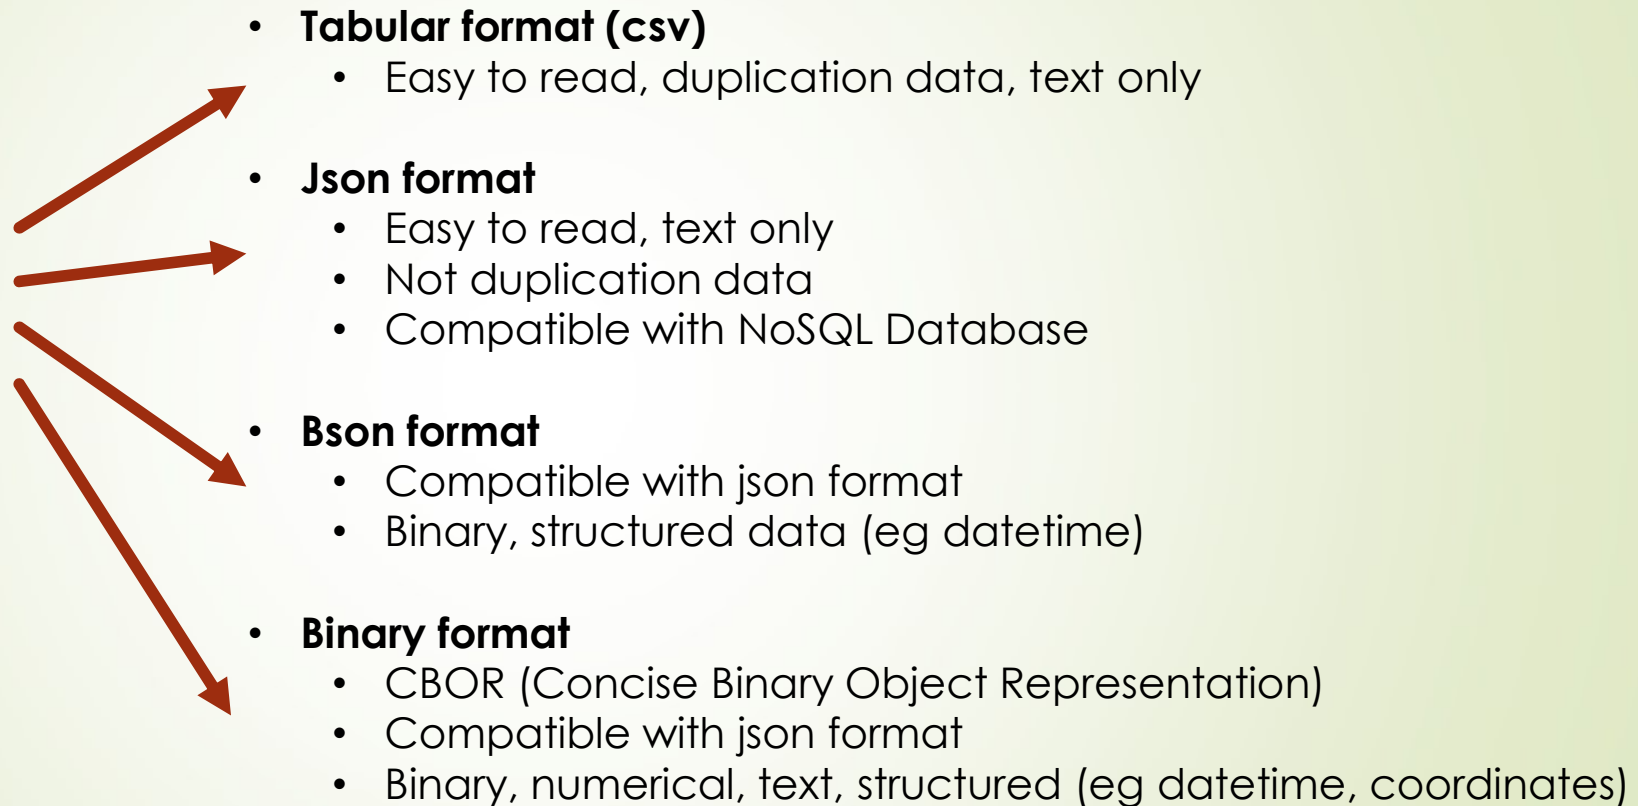 • Tabular format (csv)
• Easy to read, duplication data, text only
• Json format
• Easy to read, text only
• Not duplication data
• Compatible with NoSQL Database
• Bson format
• Compatible with json format
• Binary, structured data (eg datetime)
• Binary format
• CBOR (Concise Binary Object Representation)
• Compatible with json format
• Binary, numerical, text, structured (eg datetime, coordinates)